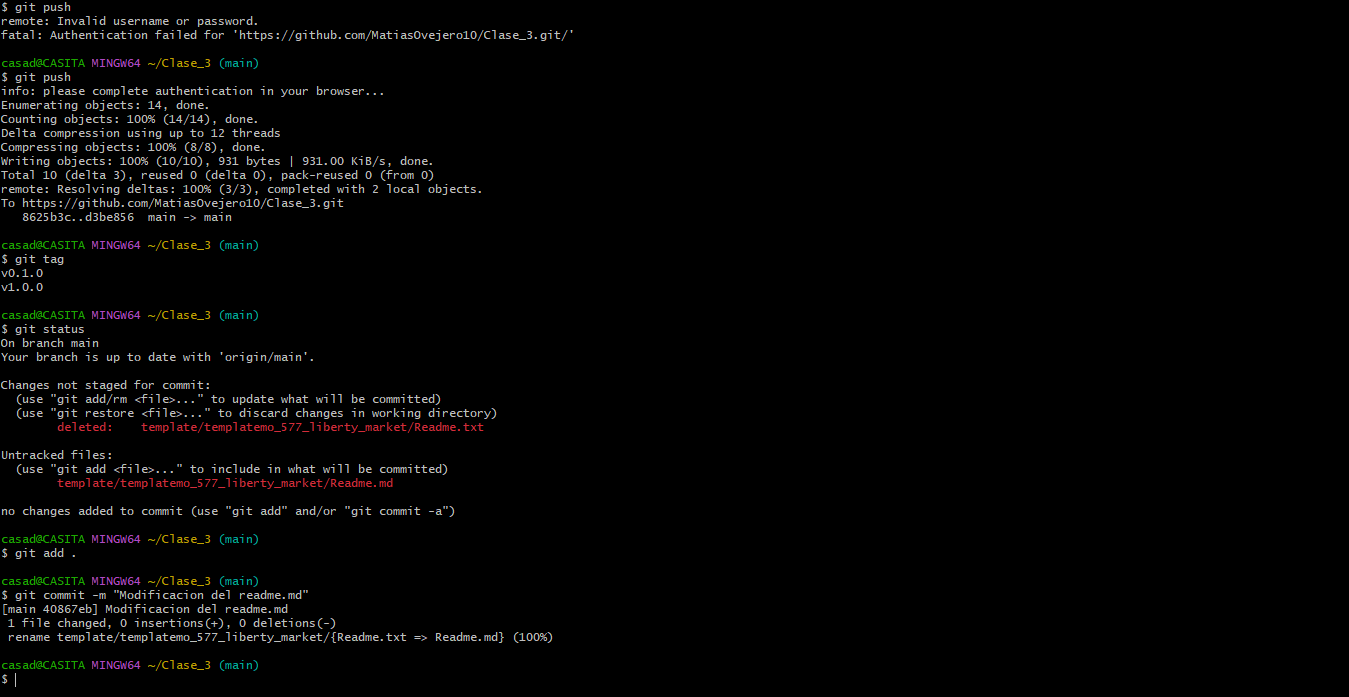 $ git push
remote: Invalid username or password.
fatal: Authentication failed for 'https://github.com/MatiasOvejero10/Clase_3.git/'
casad@CASITA MINGW64 ~/Clase_3 (main)
$ git push
info: please complete authentication in your browser...
Enumerating objects: 14, done.
Counting objects: 100% (14/14), done.
Delta compression using up to 12 threads
Compressing objects: 100% (8/8), done.
Writing objects: 100% (10/10), 931 bytes | 931.00 KiB/s, done.
Total 10 (delta 3), reused 0 (delta 0), pack-reused 0 (from 0)
remote: Resolving deltas: 100% (3/3), completed with 2 local objects.
To https://github.com/MatiasOvejero10/Clase_3.git
   8625b3c..d3be856  main -> main
casad@CASITA MINGW64 ~/Clase_3 (main)
$ git tag
v0.1.0
v1.0.0
casad@CASITA MINGW64 ~/Clase_3 (main)
$ git status
On branch main
Your branch is up to date with 'origin/main'.
Changes not staged for commit:
  (use "git add/rm <file>..." to update what will be committed)
  (use "git restore <file>..." to discard changes in working directory)
        deleted:    template/templatemo_577_liberty_market/Readme.txt
Untracked files:
  (use "git add <file>..." to include in what will be committed)
        template/templatemo_577_liberty_market/Readme.md
no changes added to commit (use "git add" and/or "git commit -a")
casad@CASITA MINGW64 ~/Clase_3 (main)
$ git add .
casad@CASITA MINGW64 ~/Clase_3 (main)
$ git commit -m "Modificacion del readme.md"
[main 40867eb] Modificacion del readme.md
 1 file changed, 0 insertions(+), 0 deletions(-)
 rename template/templatemo_577_liberty_market/{Readme.txt => Readme.md} (100%)
casad@CASITA MINGW64 ~/Clase_3 (main)
$